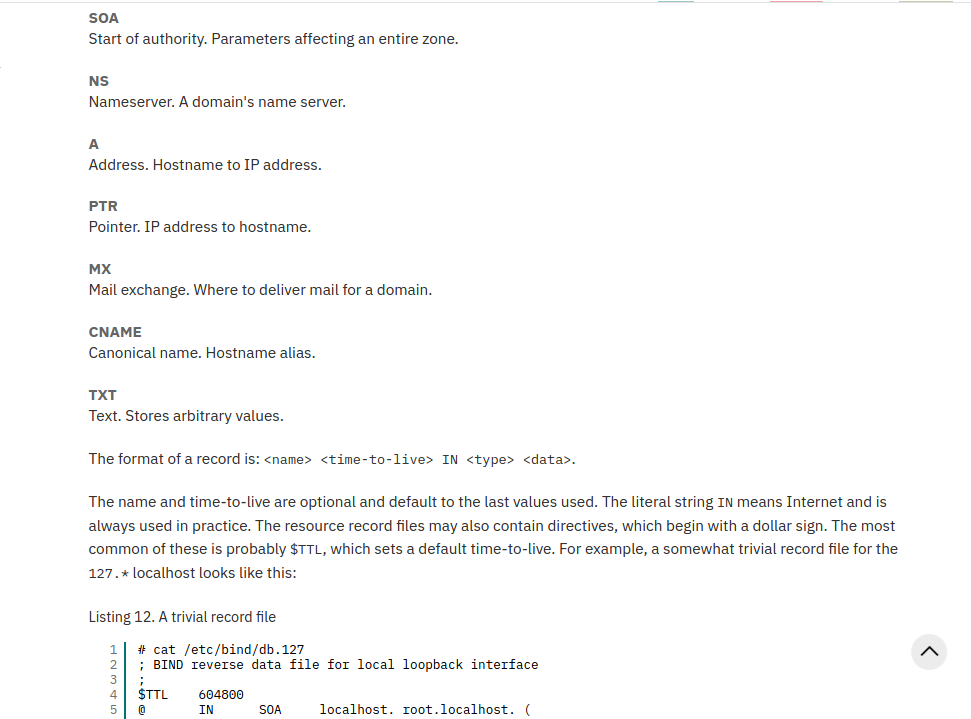 SOA
Start of authority. Parameters affecting an entire zone.
NS
Nameserver. A domain's name server.
A
Address. Hostname to IP address.
PTR
Pointer. IP address to hostname.
MX
Mail exchange. Where to deliver mail for a domain.
CNAME
Canonical name. Hostname alias.
TXT
Text. Stores arbitrary values.
The format of a record is: <name> <time-to-live> IN <type> <data>.
The name and time-to-live are optional and default to the last values used. The literal string IN means Internet and is
always used in practice. The resource record files may also contain directives, which begin with a dollar sign. The most
common of these is probably $TTL, which sets a default time-to-live. For example, a somewhat trivial record file for the
127.* localhost looks like this:
Listing 12. A trivial record file
1 # cat /etc/bind/db.127
2 ; BIND reverse data file for local loopback interface
3 ;
4 $TTL    604800
5 @       IN      SOA     localhost. root.localhost. (